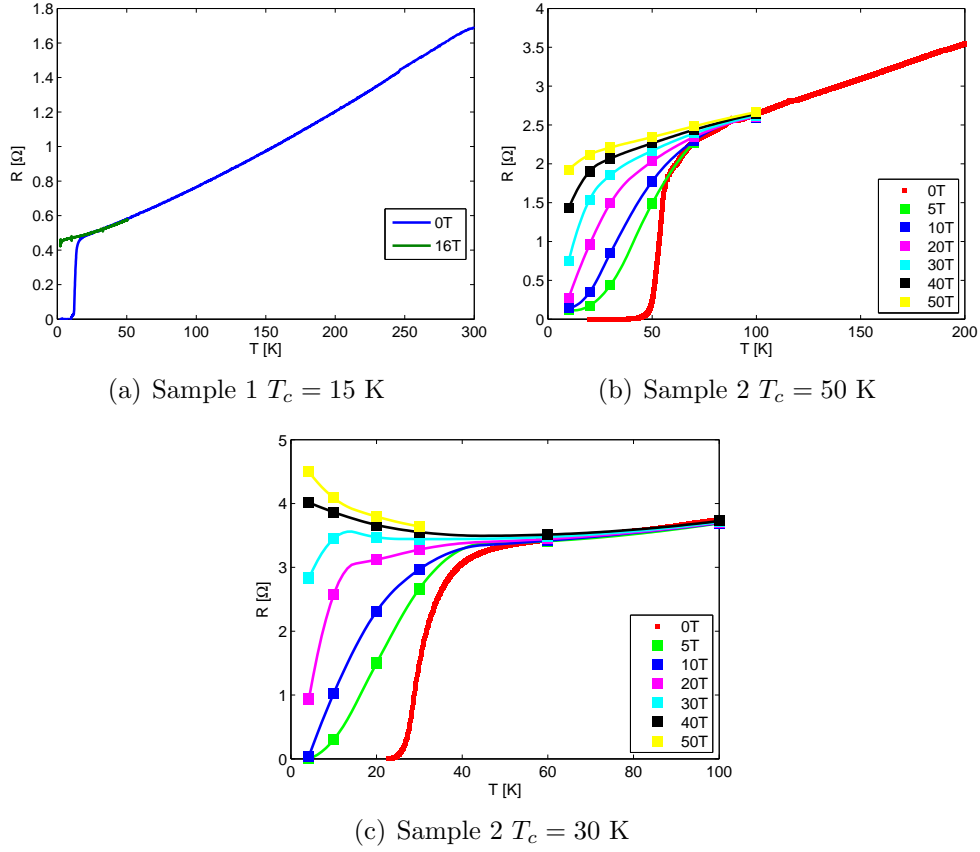 1.8
1.6
1.4
1.2
1
0.8
0.6
0.4
0.2
0
R [Ω]
0 50 100 150 200 250 300
T [K]
0T
16T
(a) Sample 1 T_c = 15 K
4
3.5
3
2.5
2
1.5
1
0.5
0
R [Ω]
0 50 100 150 200
T [K]
0T
5T
10T
20T
30T
40T
50T
(b) Sample 2 T_c = 50 K
5
4
3
2
1
0
R [Ω]
0 20 40 60 80 100
T [K]
0T
5T
10T
20T
30T
40T
50T
(c) Sample 2 T_c = 30 K